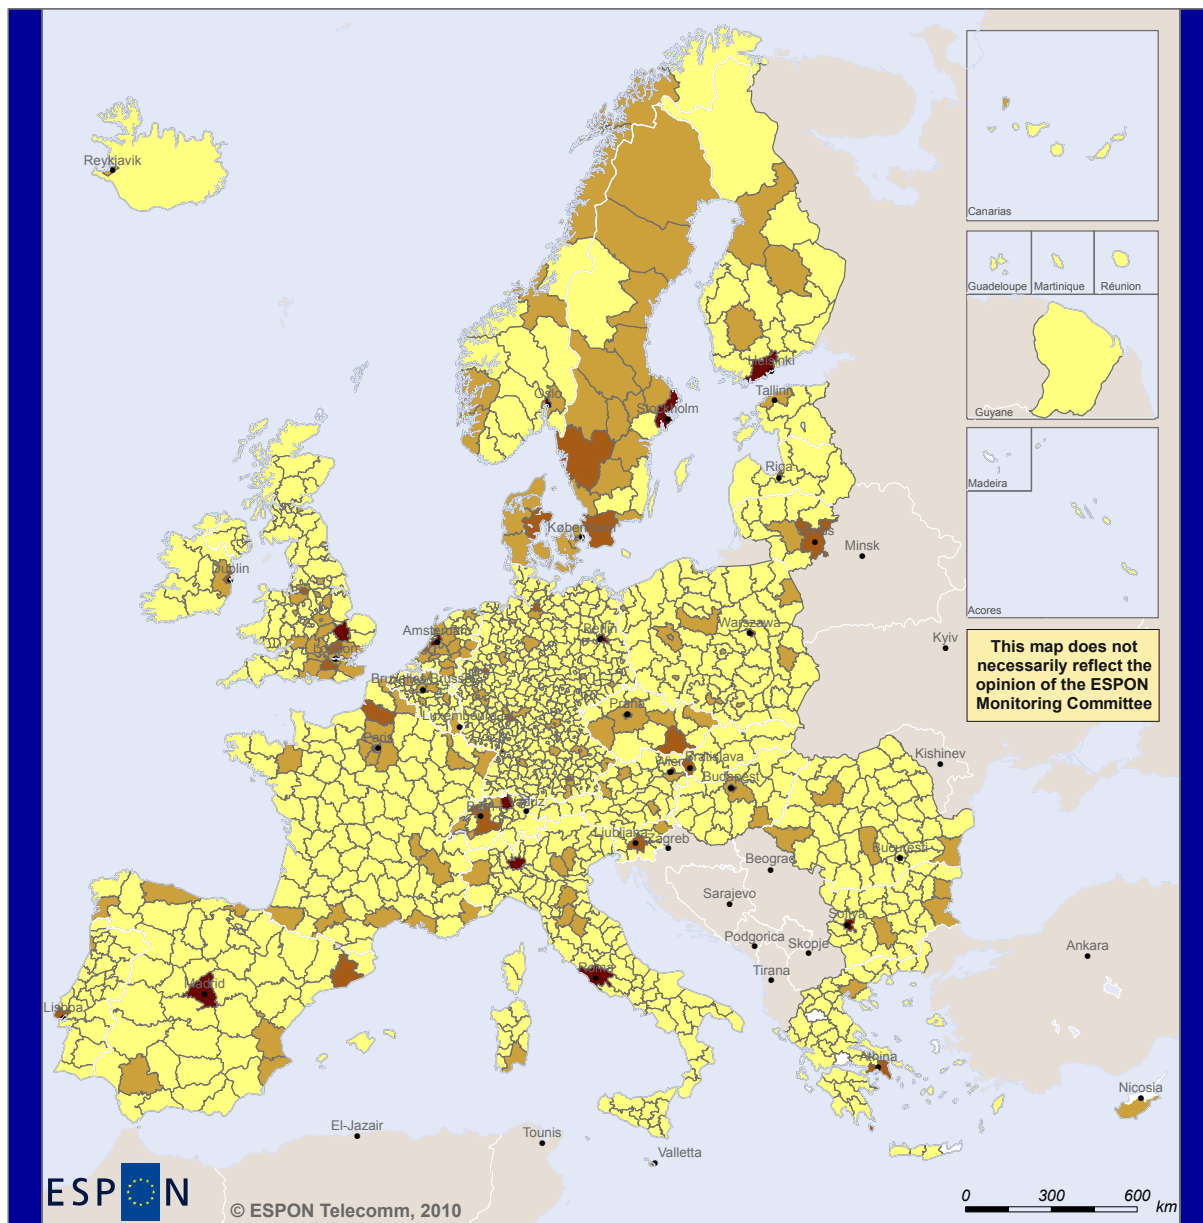 Reykjavik
Canarias
Guadeloupe
Martinique
Réunion
Guyane
Helsinki
Oslo
Tallinn
Stockholm
Riga
Madeira
København
Minsk
Dublin
Acores
Amsterdam
Berlin
Warszawa
Kyiv
London
This map does not
necessarily reflect the
opinion of the ESPON
Monitoring Committee
Luxembourg
Praha
Paris
Kishinev
Wien
Bratislava
Budapest
Vaduz
Ljubljana
Zagreb
Bucuresti
Beograd
Sarajevo
Sofiya
Podgorica
Skopje
Ankara
Roma
Tirana
Madrid
Lisboa
Athina
Nicosia
El-Jazair
Tounis
Valletta
ESPON
© ESPON Telecomm, 2010
0 300 600
km